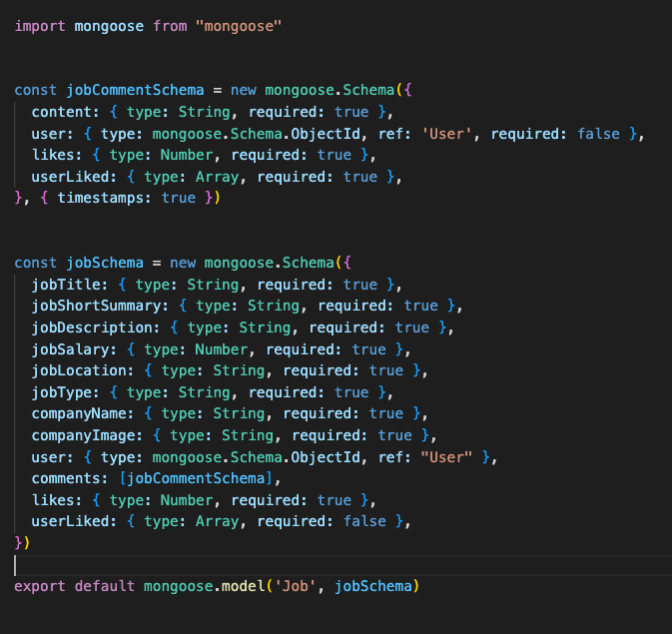 import mongoose from "mongoose"
const jobCommentSchema = new mongoose.Schema({
content: { type: String, required: true },
user: { type: mongoose.Schema.ObjectId, ref: 'User', required: false },
likes: { type: Number, required: true },
userLiked: { type: Array, required: true },
}, { timestamps: true })
const jobSchema = new mongoose.Schema({
jobTitle: { type: String, required: true },
jobShortSummary: { type: String, required: true },
jobDescription: { type: String, required: true },
jobSalary: { type: Number, required: true },
jobLocation: { type: String, required: true },
jobType: { type: String, required: true },
companyName: { type: String, required: true },
companyImage: { type: String, required: true },
user: { type: mongoose.Schema.ObjectId, ref: "User" },
comments: [jobCommentSchema],
likes: { type: Number, required: true },
userLiked: { type: Array, required: false },
})
export default mongoose.model('Job', jobSchema)